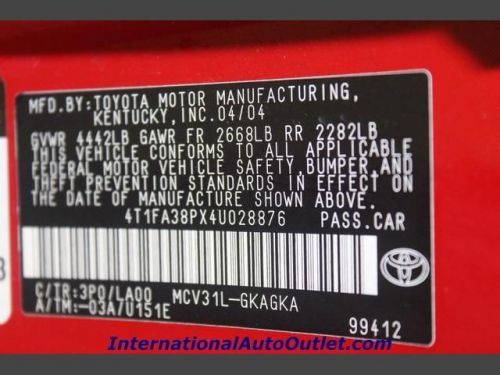 MFD.BY:TOYOTA MOTOR MANUFACTURING,
KENTUCKY,INC.04/04
GVWR 4442LB GAWR FR 2668LB RR 2282LB
THIS VEHICLE CONFORMS TO ALL APPLICABLE
FEDERAL MOTOR VEHICLE SAFETY,BUMPER, AND
THEFT PREVENTION STANDARDS IN EFFECT ON
THE DATE OF MANUFACTURE SHOWN ABOVE.
4T1FA38PX4U028876 PASS.CAR
C/TR:3P0/LA00 MCV31L-GKAGKA
A/TM:-03A/U151E
99412
InternationalAutoOutlet.com